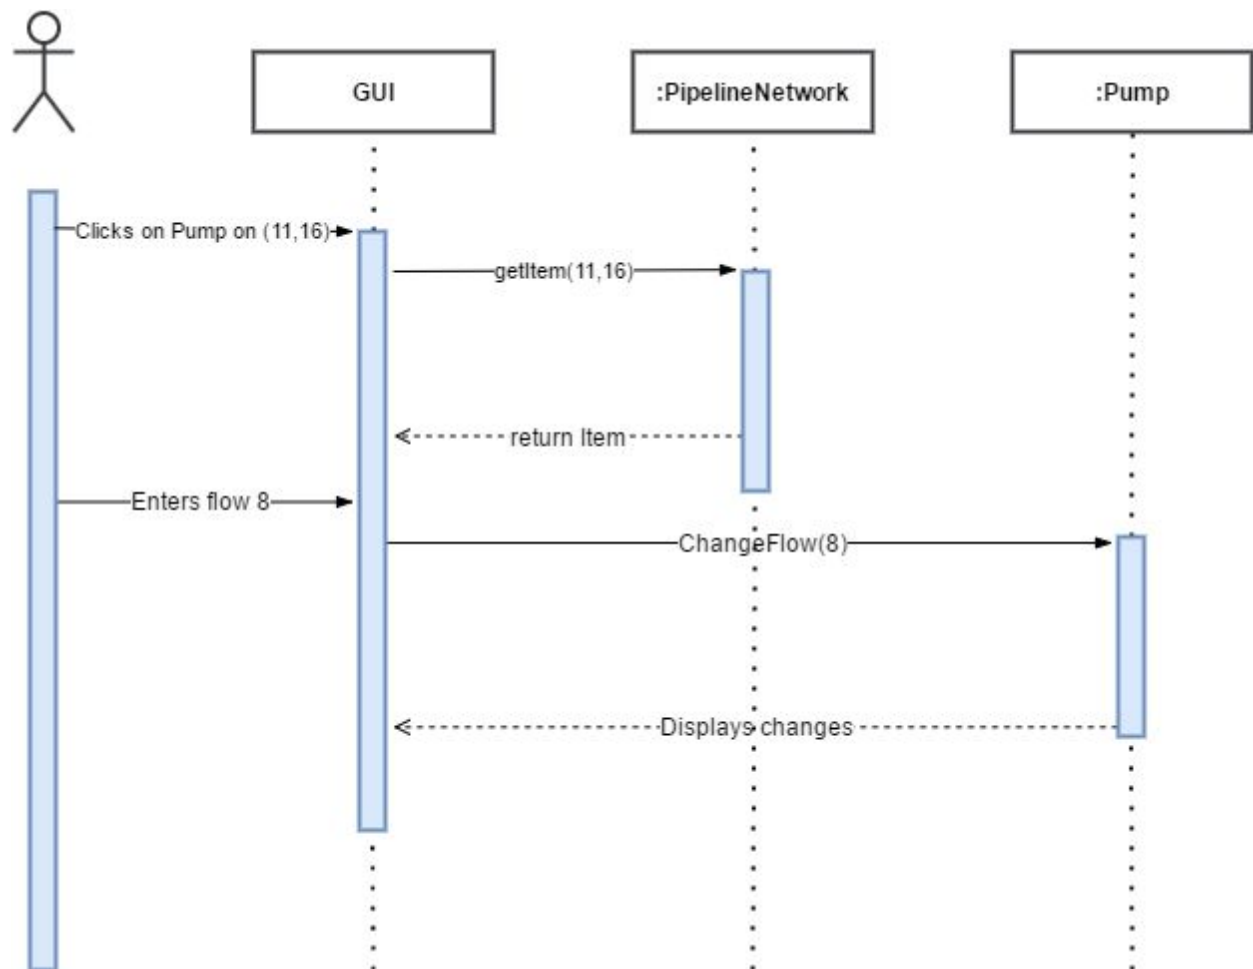 GUI
:PipelineNetwork
:Pump
Clicks on Pump on (11,16)
getItem(11,16)
return Item
Enters flow 8
ChangeFlow(8)
Displays changes